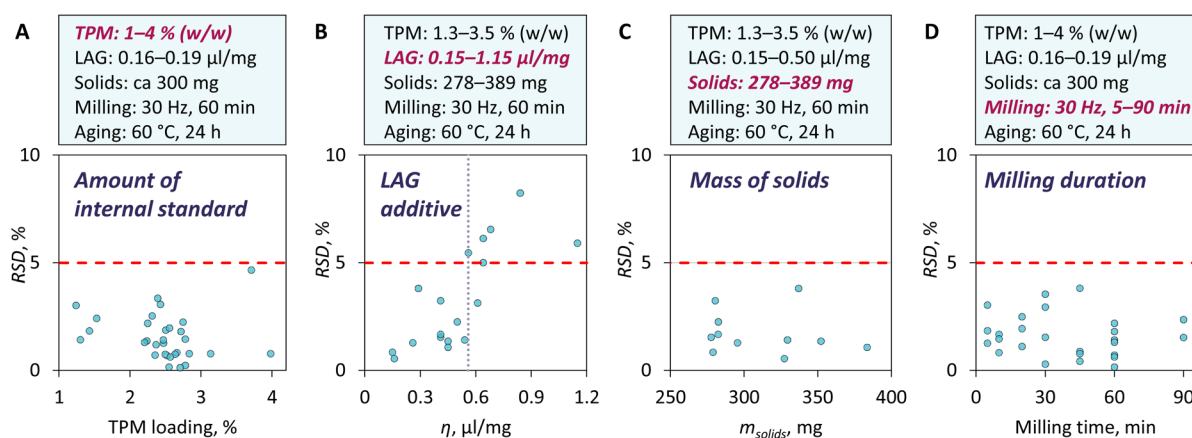 A
TPM: 1–4 % (w/w)
LAG: 0.16–0.19 µl/mg
Solids: ca 300 mg
Milling: 30 Hz, 60 min
Aging: 60 °C, 24 h
10
5
0
RSD, %
Amount of
internal standard
1
2
3
4
TPM loading, %
B
TPM: 1.3–3.5 % (w/w)
LAG: 0.15–1.15 µl/mg
Solids: 278–389 mg
Milling: 30 Hz, 60 min
Aging: 60 °C, 24 h
10
5
0
RSD, %
LAG
additive
0
0.3
0.6
0.9
1.2
η, µl/mg
C
TPM: 1.3–3.5 % (w/w)
LAG: 0.15–0.50 µl/mg
Solids: 278–389 mg
Milling: 30 Hz, 60 min
Aging: 60 °C, 24 h
10
5
0
RSD, %
Mass of solids
250
300
350
400
msolids, mg
D
TPM: 1–4 % (w/w)
LAG: 0.16–0.19 µl/mg
Solids: ca 300 mg
Milling: 30 Hz, 5–90 min
Aging: 60 °C, 24 h
10
5
0
RSD, %
Milling duration
0
30
60
90
Milling time, min